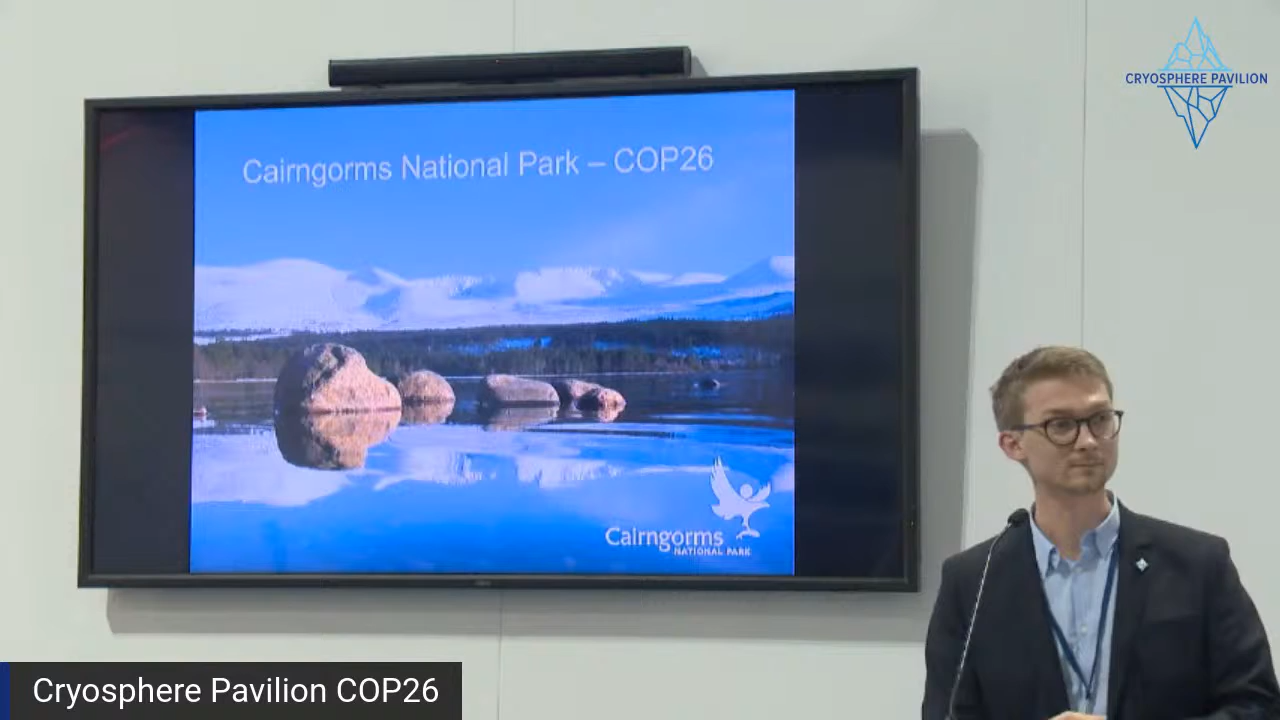 CRYOSPHERE PAVILION
Cairngorms National Park – COP26
Cairngorms
NATIONAL PARK
Cryosphere Pavilion COP26